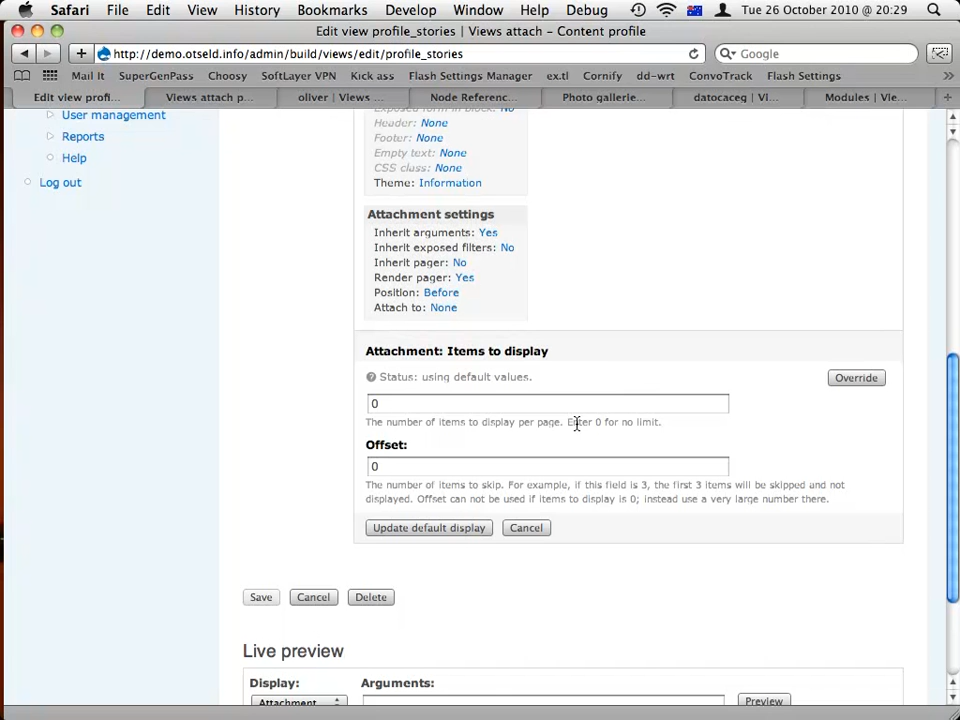 Safari File Edit View History Bookmarks Develop Window Help Debug Tue 26 October 2010 20:29
Edit view profile_stories | Views attach – Content profile
http://demo.otseld.info/admin/build/views/edit/profile_stories
Google
Mail It SuperGenPass Choosy SoftLayer VPN Kick ass Flash Settings Manager ex.tl Cornify dd-wrt ConvoTrack Flash Settings
Edit view profi... Views attach p... oliver | Views ... Node Referenc... Photo gallerie... datocaceg | Vi... Modules | Vie...
User management
Reports
Help
Log out
Exposed form in block: No
Header: None
Footer: None
Empty text: None
CSS class: None
Theme: Information
Attachment settings
Inherit arguments: Yes
Inherit exposed filters: No
Inherit pager: No
Render pager: Yes
Position: Before
Attach to: None
Attachment: Items to display
Status: using default values.
Override
0
The number of items to display per page. Enter 0 for no limit.
Offset:
0
The number of items to skip. For example, if this field is 3, the first 3 items will be skipped and not
displayed. Offset can not be used if items to display is 0; instead use a very large number there.
Update default display Cancel
Save Cancel Delete
Live preview
Display: Arguments:
Attachment Preview